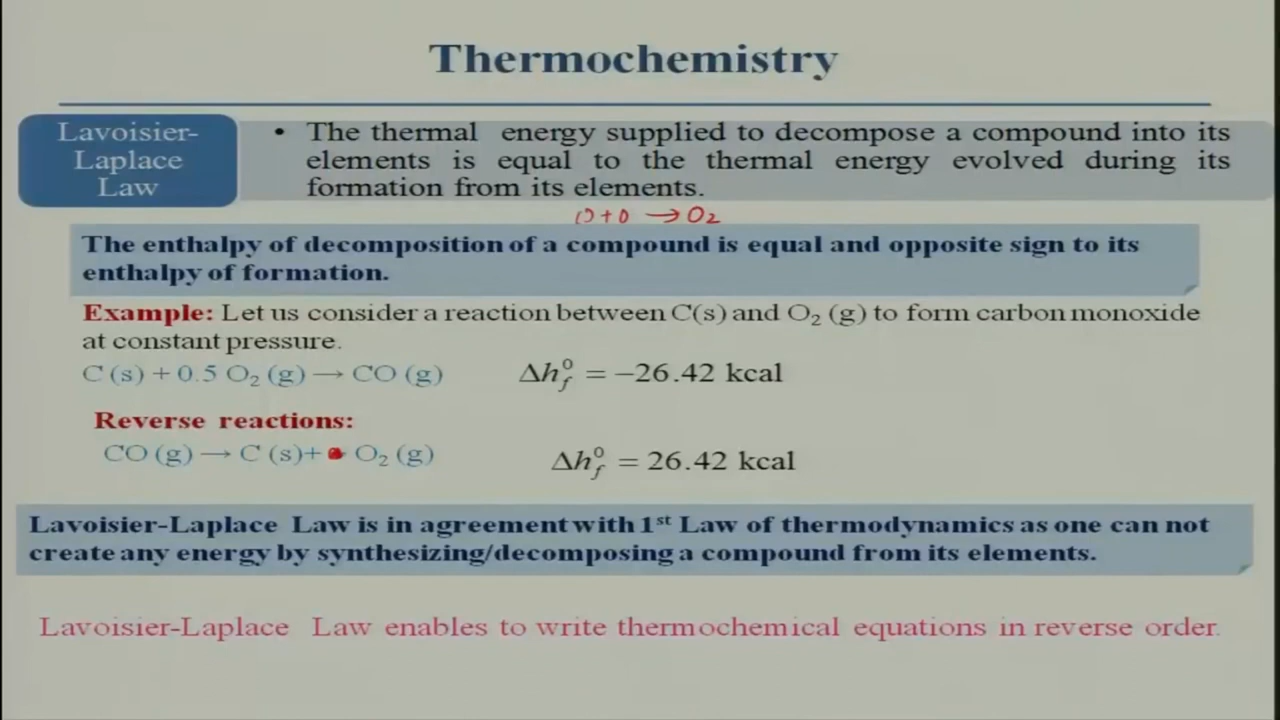 Thermochemistry
Lavoisier-
Laplace
Law
• The thermal energy supplied to decompose a compound into its
elements is equal to the thermal energy evolved during its
formation from its elements.
O + O → O₂
The enthalpy of decomposition of a compound is equal and opposite sign to its
enthalpy of formation.
Example: Let us consider a reaction between C(s) and O₂ (g) to form carbon monoxide
at constant pressure.
C (s) + 0.5 O₂ (g) → CO (g) Δh⁰f = −26.42 kcal
Reverse reactions:
CO (g) → C (s)+ O₂ (g) Δh⁰f = 26.42 kcal
Lavoisier-Laplace Law is in agreement with 1st Law of thermodynamics as one can not
create any energy by synthesizing/decomposing a compound from its elements.
Lavoisier-Laplace Law enables to write thermochemical equations in reverse order.